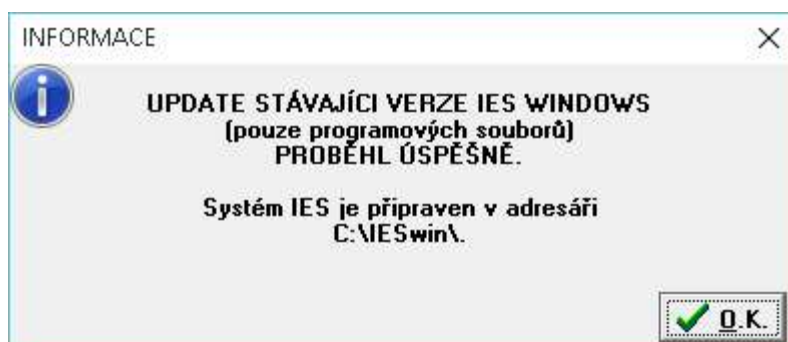 INFORMACE
UPDATE STÁVAJÍCI VERZE IES WINDOWS
(pouze programových souborů)
PROBĚHL ÚSPĚŠNĚ.
Systém IES je připraven v adresáři
C:\IESwin\.
O.K.